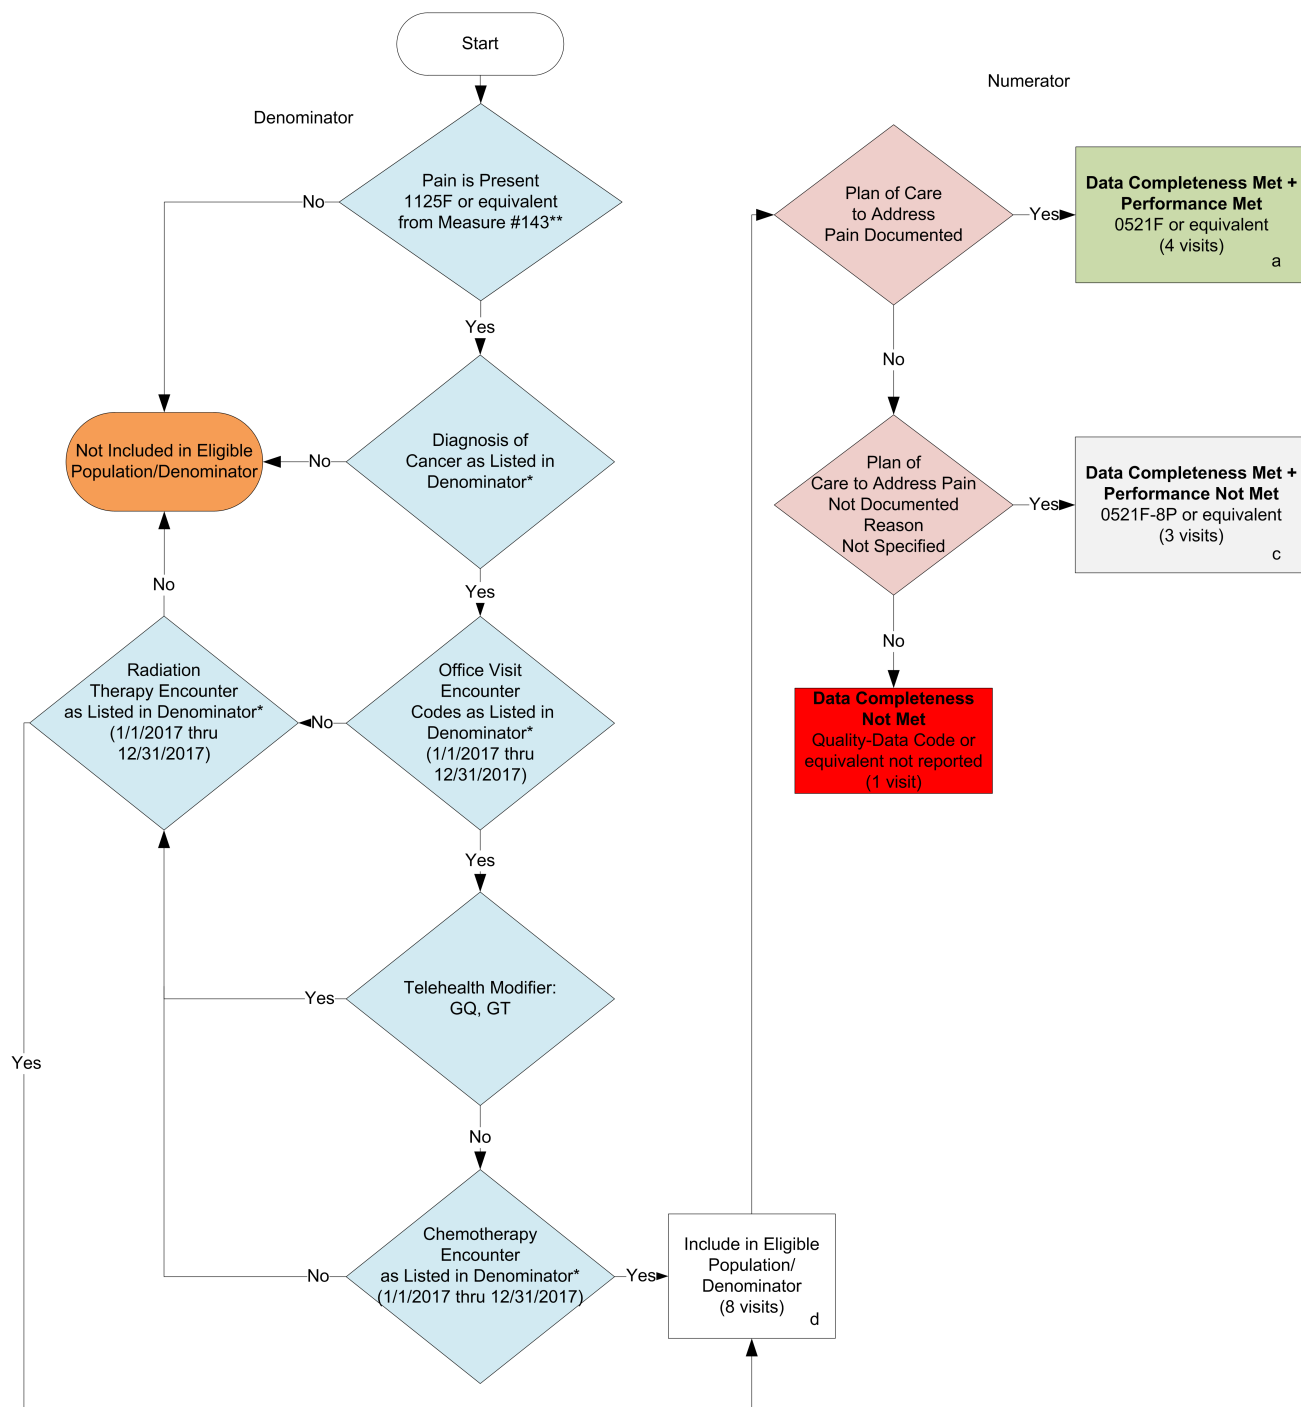 Start
Numerator
Denominator
Pain is Present
1125F or equivalent
from Measure #143**
No
Yes
Diagnosis of
Cancer as Listed in
Denominator*
No
Not Included in Eligible
Population/Denominator
Yes
No
Office Visit
Encounter
Codes as Listed in
Denominator*
(1/1/2017 thru
12/31/2017)
No
Radiation
Therapy Encounter
as Listed in Denominator*
(1/1/2017 thru
12/31/2017)
Yes
Telehealth Modifier:
GQ, GT
Yes
Yes
No
Chemotherapy
Encounter
as Listed in Denominator*
(1/1/2017 thru 12/31/2017)
No
Yes
Include in Eligible
Population/
Denominator
(8 visits)
d
Plan of Care
to Address
Pain Documented
Yes
Data Completeness Met +
Performance Met
0521F or equivalent
(4 visits)
a
No
Plan of
Care to Address Pain
Not Documented
Reason
Not Specified
Yes
Data Completeness Met +
Performance Not Met
0521F-8P or equivalent
(3 visits)
c
No
Data Completeness
Not Met
Quality-Data Code or
equivalent not reported
(1 visit)